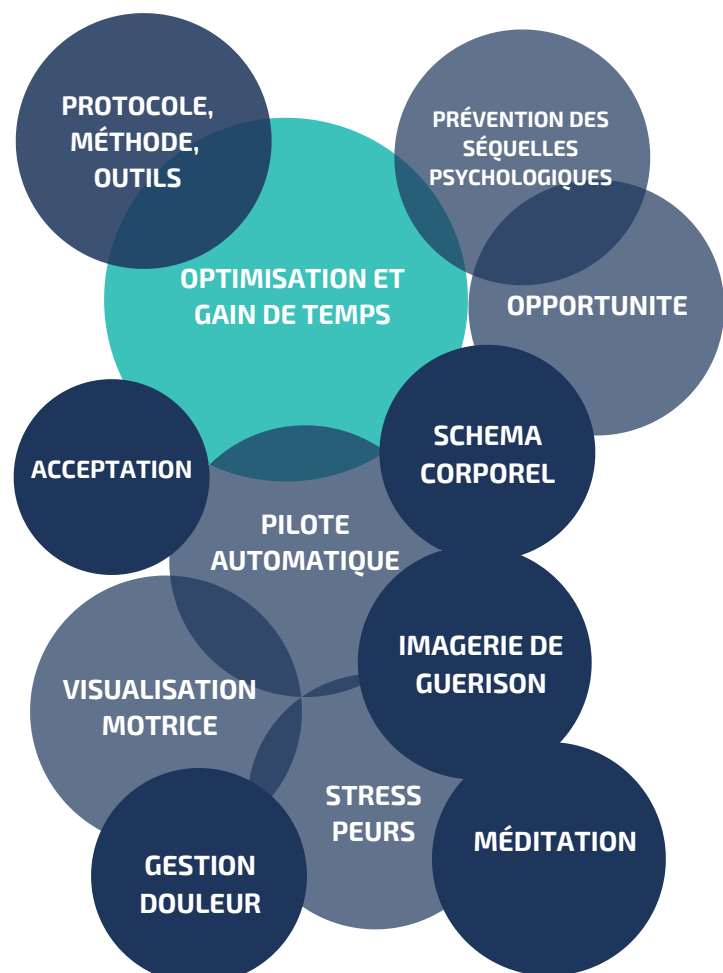 PROTOCOLE,
MÉTHODE,
OUTILS
PRÉVENTION DES
SÉQUELLES
PSYCHOLOGIQUES
OPTIMISATION ET
GAIN DE TEMPS
OPPORTUNITE
SCHEMA
CORPOREL
ACCEPTATION
PILOTE
AUTOMATIQUE
IMAGERIE DE
GUERISON
VISUALISATION
MOTRICE
STRESS
PEURS
MÉDITATION
GESTION
DOULEUR